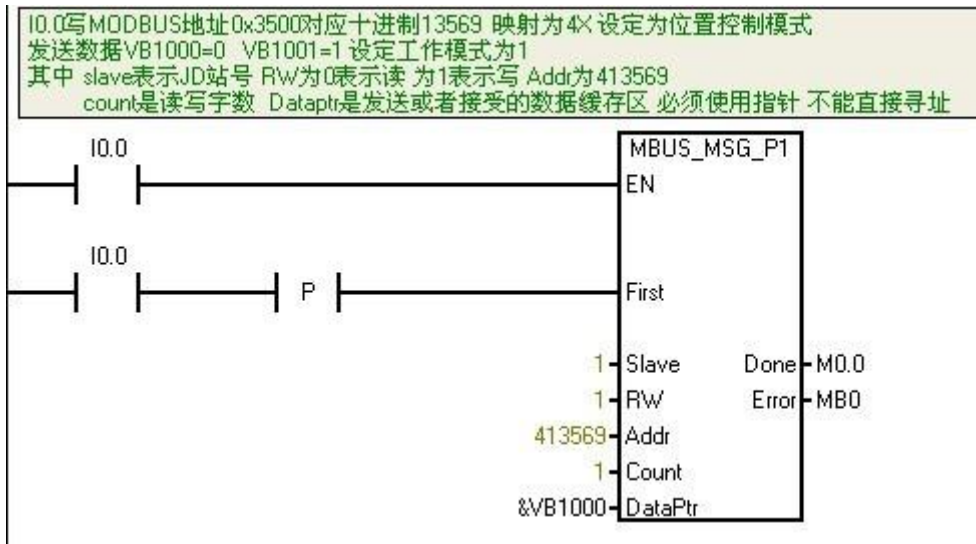 I0.0写MODBUS地址0x3500对应十进制13569 映射为4X 设定为位置控制模式
发送数据VB1000=0 VB1001=1 设定工作模式为1
其中 slave表示JD站号 RW为0表示读 为1表示写 Addr为413569
count是读写字数 Dataptr是发送或者接受的数据缓存区 必须使用指针 不能直接寻址
I0.0
MBUS_MSG_P1
EN
I0.0
P
First
1 Slave Done M0.0
1 RW Error MB0
413569 Addr
1 Count
&VB1000 DataPtr